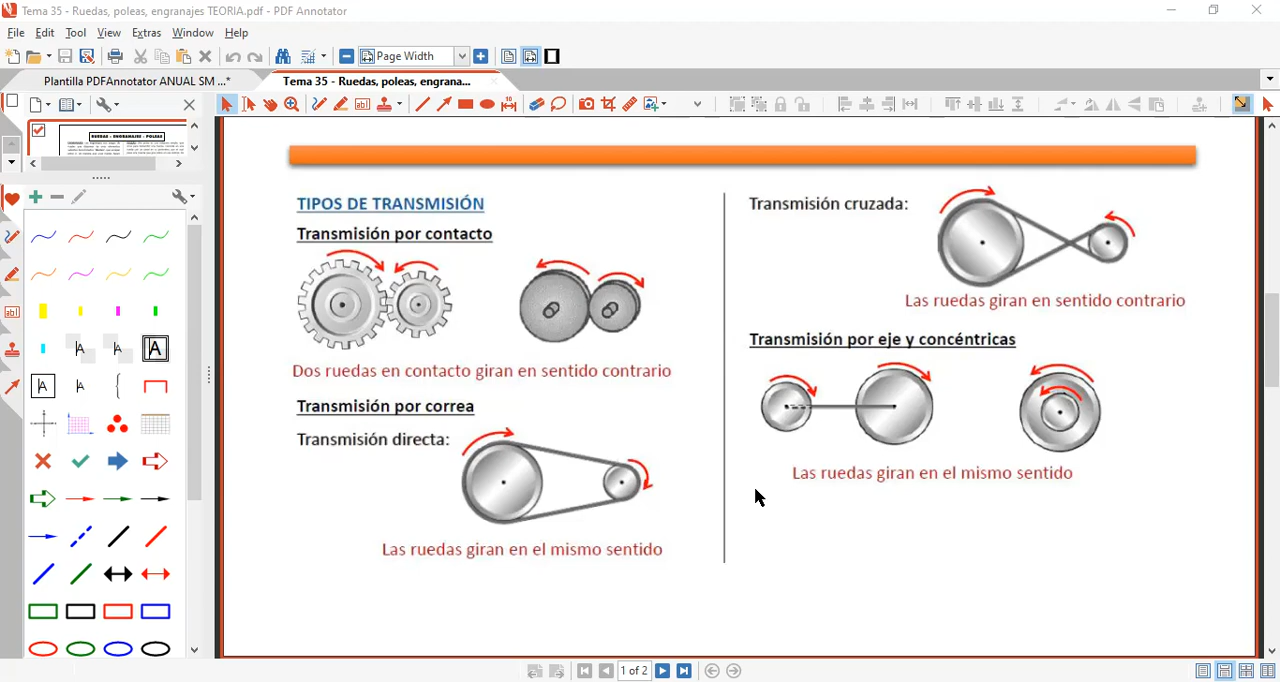 Tema 35 - Ruedas, poleas, engranajes TEORIA.pdf - PDF Annotator
File Edit Tool View Extras Window Help
Page Width
Plantilla PDFAnnotator ANUAL SM ...*
Tema 35 - Ruedas, poleas, engrana...
RUEDAS - ENGRANAJES - POLEAS
TIPOS DE TRANSMISIÓN
Transmisión por contacto
Dos ruedas en contacto giran en sentido contrario
Transmisión por correa
Transmisión directa:
Las ruedas giran en el mismo sentido
Transmisión cruzada:
Las ruedas giran en sentido contrario
Transmisión por eje y concéntricas
Las ruedas giran en el mismo sentido
A A A
A A
1 of 2